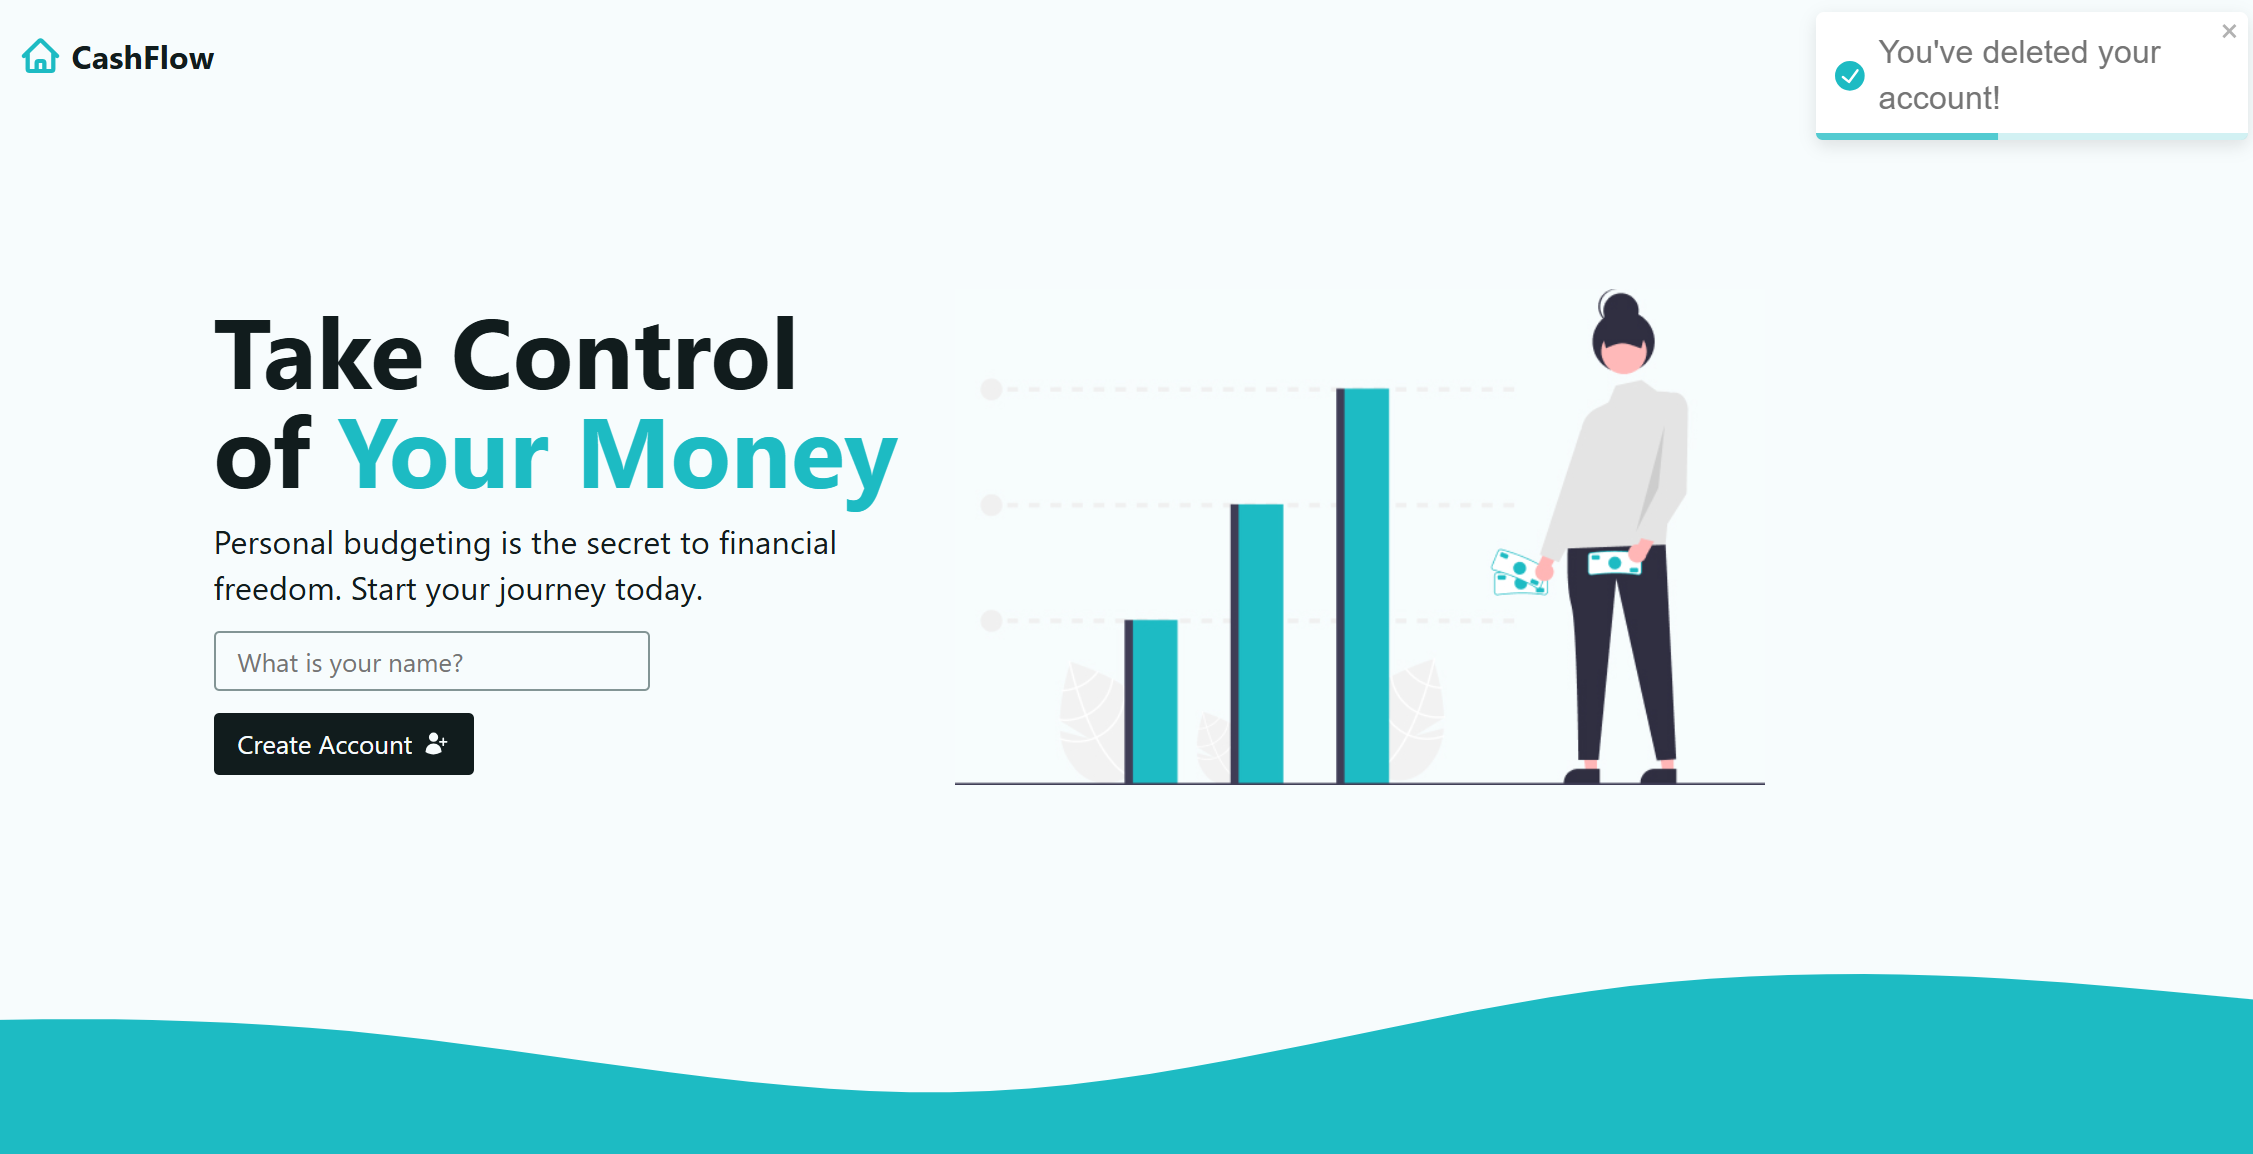 CashFlow
You've deleted your
account!
Take Control
of Your Money
Personal budgeting is the secret to financial
freedom. Start your journey today.
What is your name?
Create Account